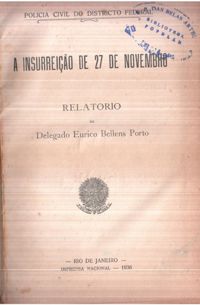 POLICIA CIVIL DO DISTRICTO FEDERAL
A INSURREIÇÃO DE 27 DE NOVEMBRO
RELATORIO
Delegado Eurico Bellens Porto
— RIO DE JANEIRO —
IMPRENSA NACIONAL — 1936